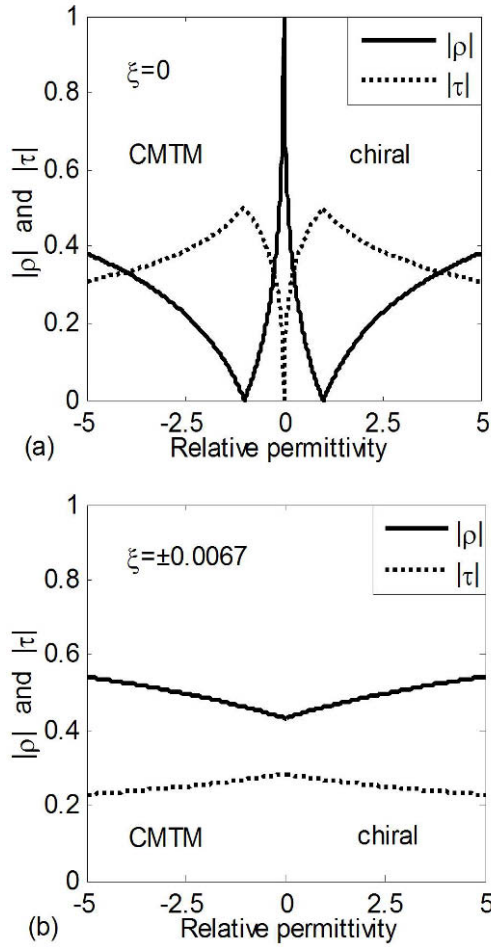 1
0.8
0.6
0.4
0.2
0
|ρ| and |τ|
ξ=0
|ρ|
|τ|
CMTM
chiral
-5
-2.5
0
2.5
5
(a)
Relative permittivity
1
0.8
0.6
0.4
0.2
0
|ρ| and |τ|
ξ=±0.0067
|ρ|
|τ|
CMTM
chiral
-5
-2.5
0
2.5
5
(b)
Relative permittivity